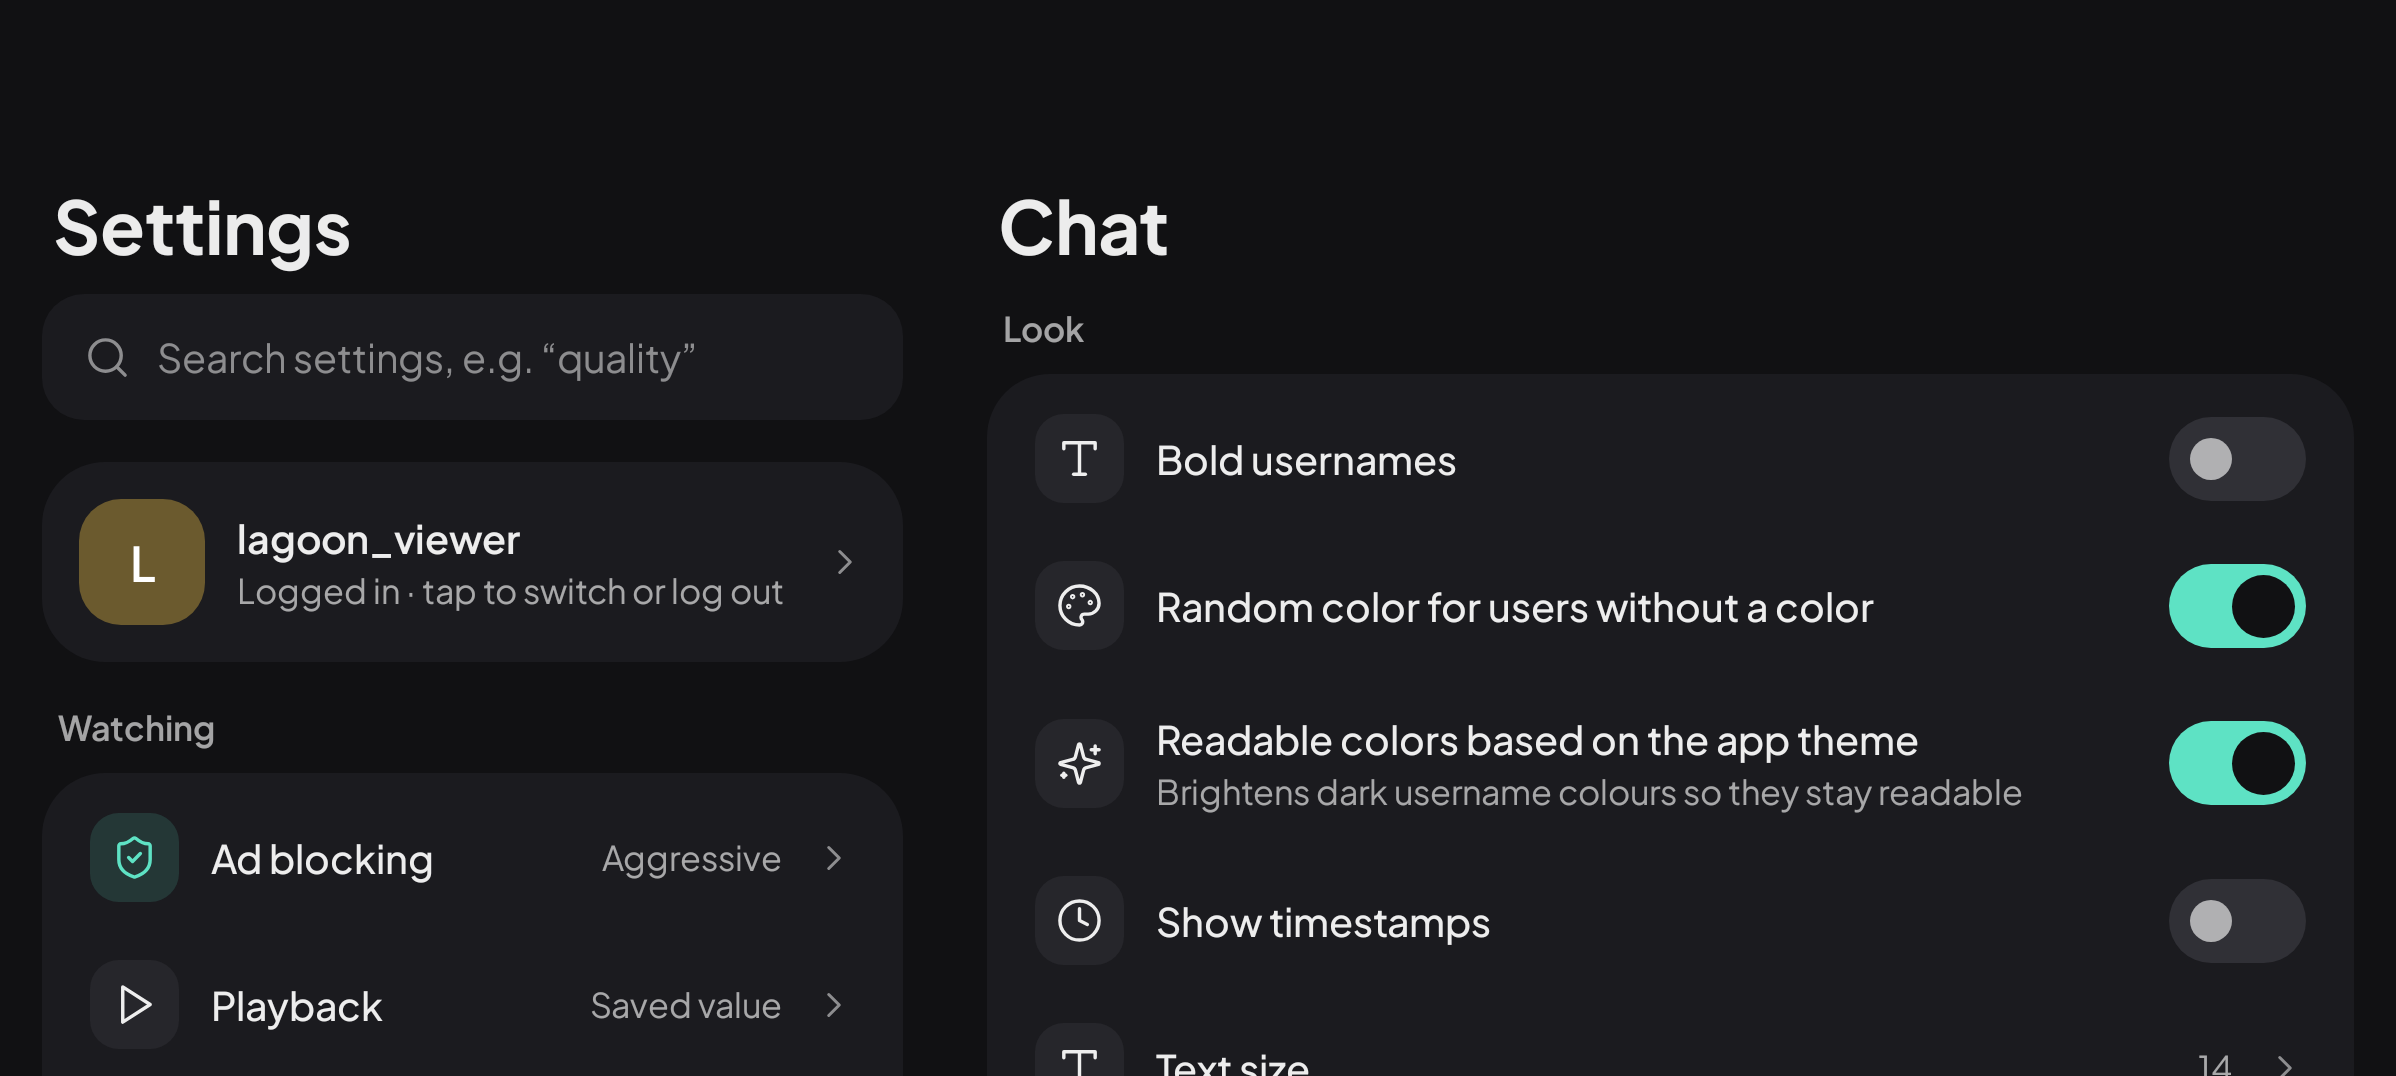 Settings
Search settings, e.g. “quality”
L
lagoon_viewer
Logged in · tap to switch or log out
Watching
Ad blocking
Aggressive
Playback
Saved value
Chat
Look
Bold usernames
Random color for users without a color
Readable colors based on the app theme
Brightens dark username colours so they stay readable
Show timestamps
Text size
14